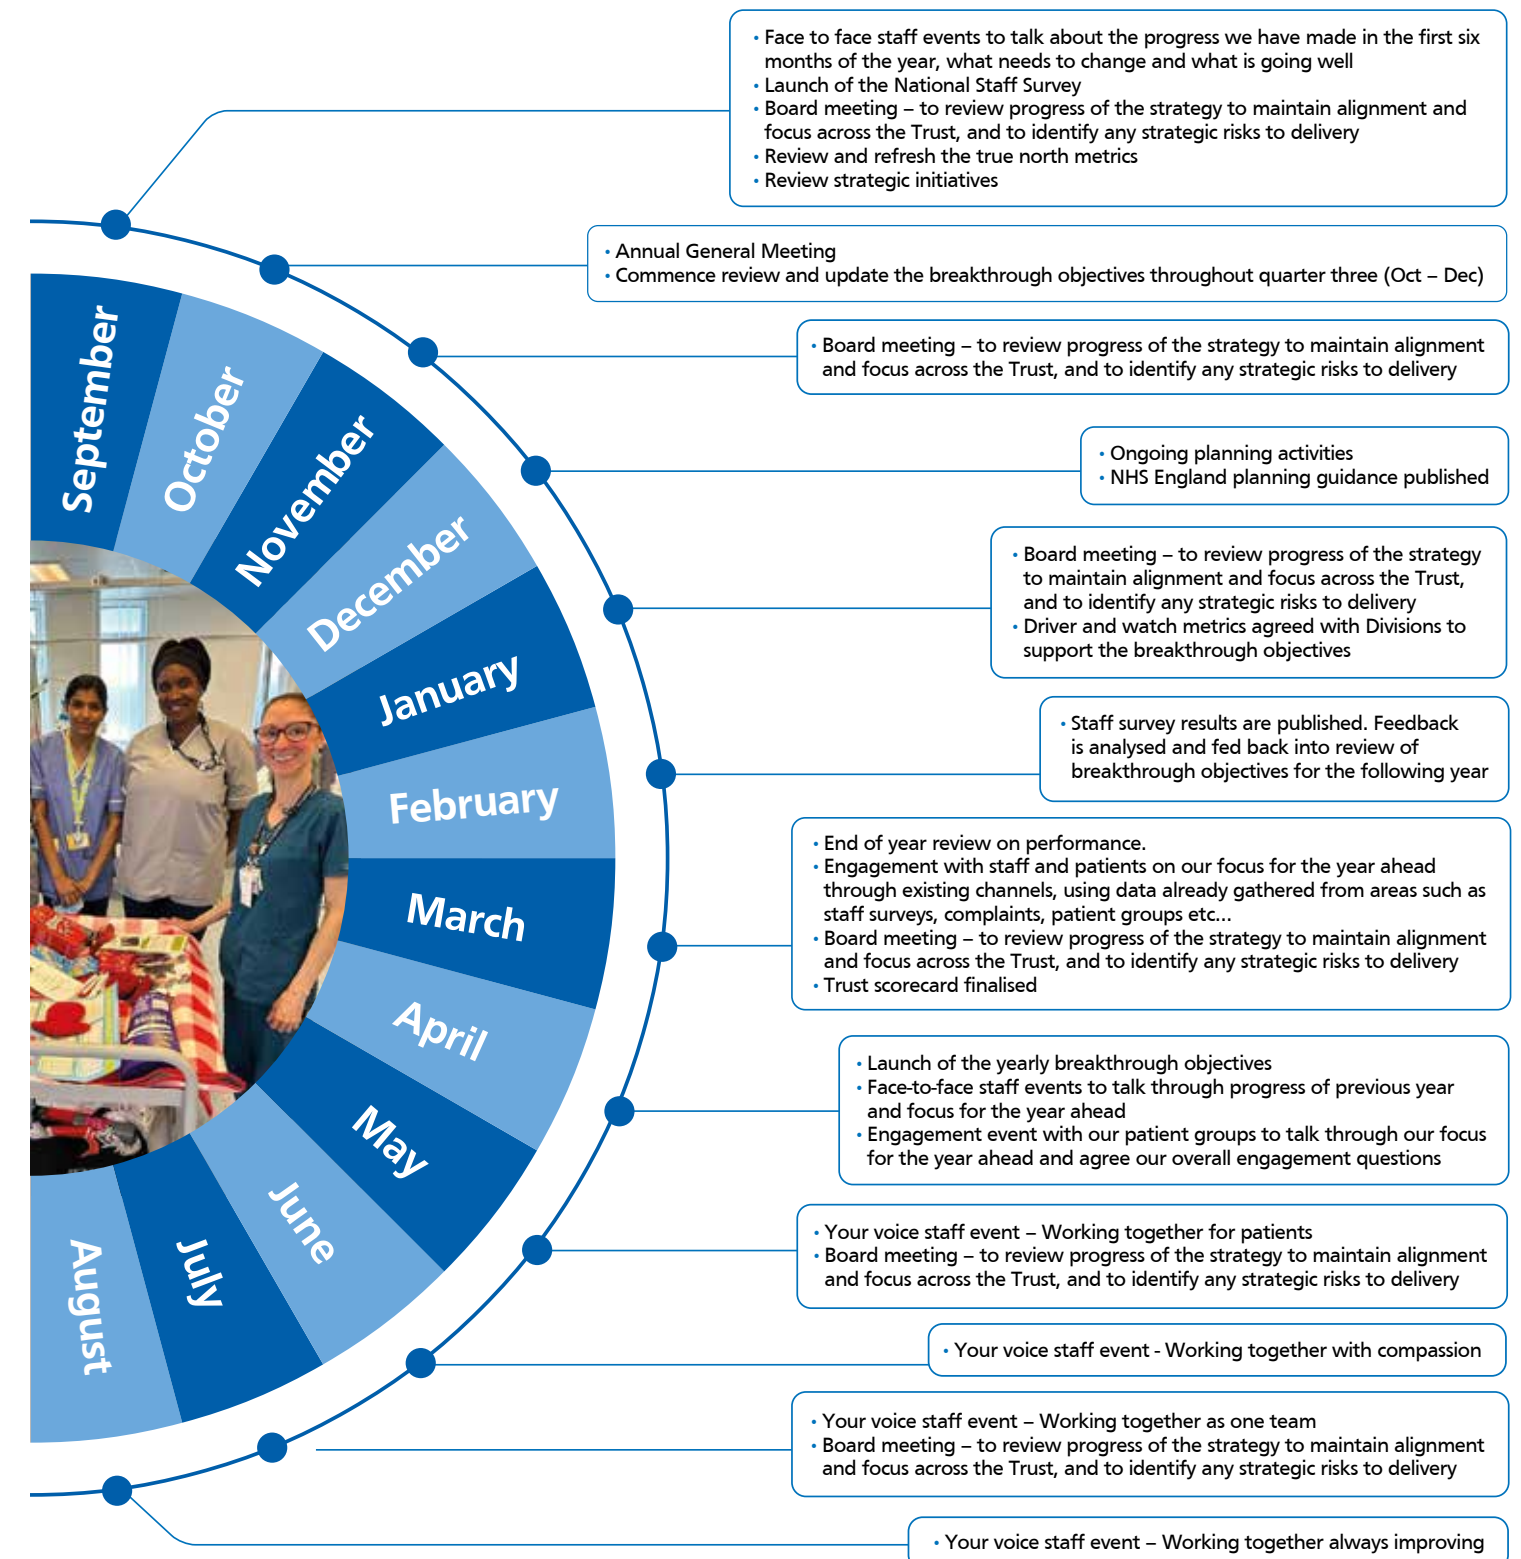 • Face to face staff events to talk about the progress we have made in the first six
months of the year, what needs to change and what is going well
• Launch of the National Staff Survey
• Board meeting – to review progress of the strategy to maintain alignment and
focus across the Trust, and to identify any strategic risks to delivery
• Review and refresh the true north metrics
• Review strategic initiatives
• Annual General Meeting
• Commence review and update the breakthrough objectives throughout quarter three (Oct – Dec)
• Board meeting – to review progress of the strategy to maintain alignment
and focus across the Trust, and to identify any strategic risks to delivery
• Ongoing planning activities
• NHS England planning guidance published
• Board meeting – to review progress of the strategy
to maintain alignment and focus across the Trust,
and to identify any strategic risks to delivery
• Driver and watch metrics agreed with Divisions to
support the breakthrough objectives
• Staff survey results are published. Feedback
is analysed and fed back into review of
breakthrough objectives for the following year
• End of year review on performance.
• Engagement with staff and patients on our focus for the year ahead
through existing channels, using data already gathered from areas such as
staff surveys, complaints, patient groups etc...
• Board meeting – to review progress of the strategy to maintain alignment
and focus across the Trust, and to identify any strategic risks to delivery
• Trust scorecard finalised
• Launch of the yearly breakthrough objectives
• Face-to-face staff events to talk through progress of previous year
and focus for the year ahead
• Engagement event with our patient groups to talk through our focus
for the year ahead and agree our overall engagement questions
• Your voice staff event – Working together for patients
• Board meeting – to review progress of the strategy to maintain alignment
and focus across the Trust, and to identify any strategic risks to delivery
• Your voice staff event - Working together with compassion
• Your voice staff event – Working together as one team
• Board meeting – to review progress of the strategy to maintain alignment
and focus across the Trust, and to identify any strategic risks to delivery
• Your voice staff event – Working together always improving
September
October
November
December
January
February
March
April
May
June
July
August